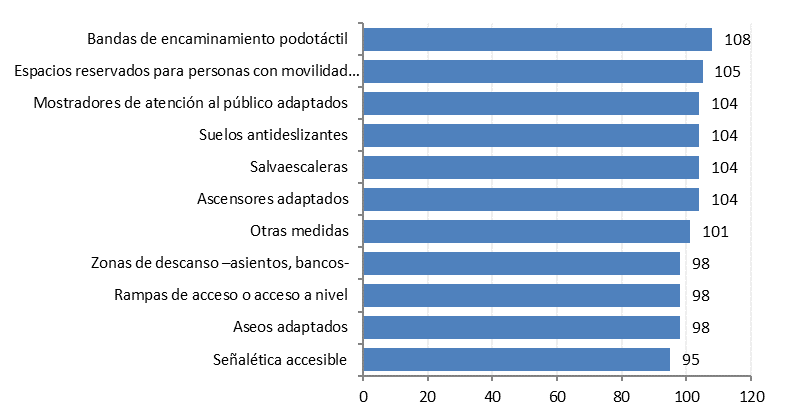 Bandas de encaminamiento podotáctil 108
Espacios reservados para personas con movilidad... 105
Mostradores de atención al público adaptados 104
Suelos antideslizantes 104
Salvaescaleras 104
Ascensores adaptados 104
Otras medidas 101
Zonas de descanso –asientos, bancos- 98
Rampas de acceso o acceso a nivel 98
Aseos adaptados 98
Señalética accesible 95
0 20 40 60 80 100 120